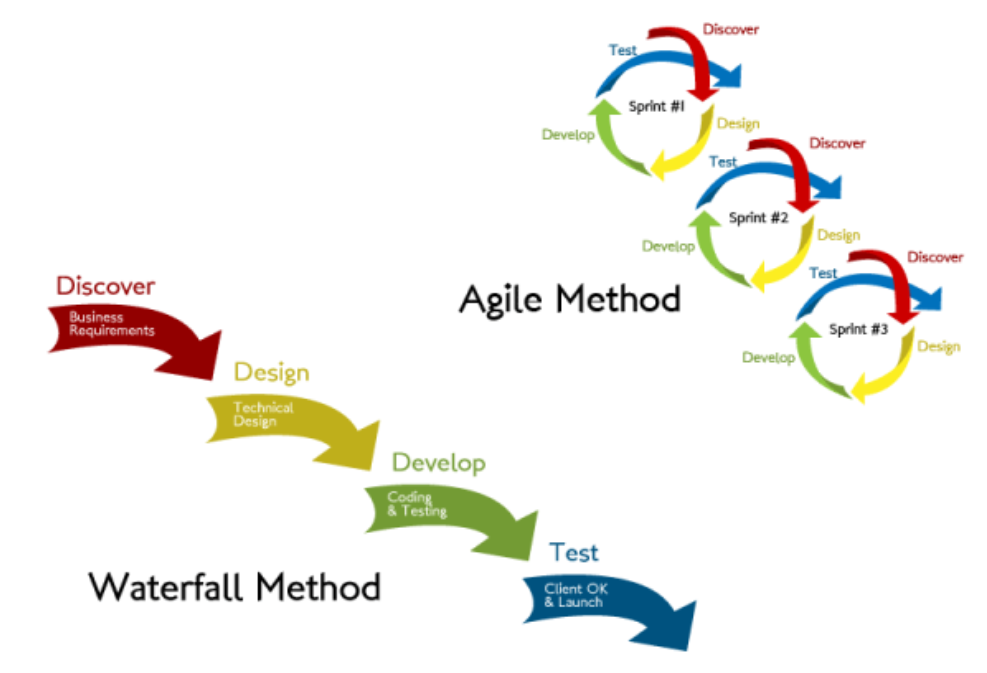 Discover
Test
Sprint #1
Design
Develop
Discover
Test
Sprint #2
Design
Develop
Discover
Test
Sprint #3
Design
Develop
Agile Method
Discover
Business
Requirements
Design
Technical
Design
Develop
Coding
& Testing
Test
Client OK
& Launch
Waterfall Method